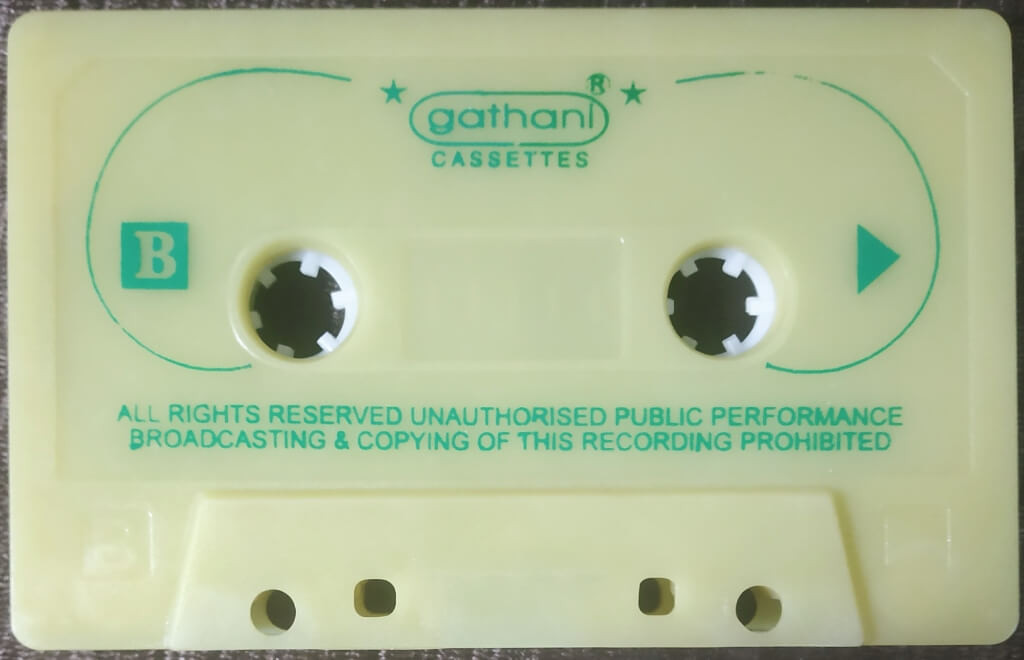 gathani ®
CASSETTES
B
ALL RIGHTS RESERVED UNAUTHORISED PUBLIC PERFORMANCE
BROADCASTING & COPYING OF THIS RECORDING PROHIBITED